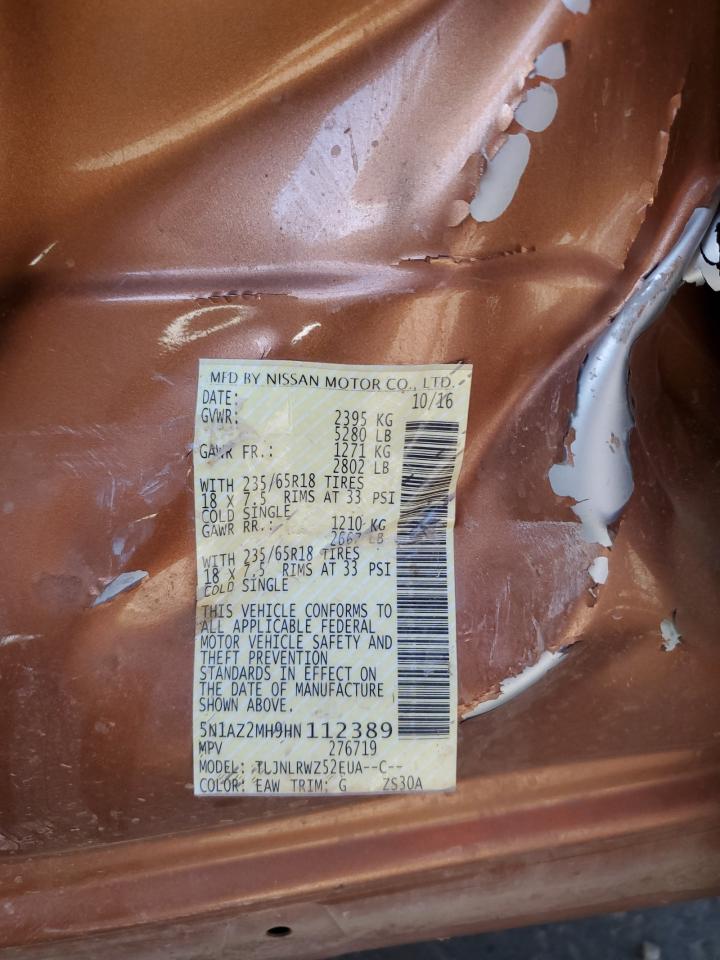 MFD BY NISSAN MOTOR CO., LTD.
DATE: 10/16
GVWR: 2395 KG
5280 LB
GAWR FR.: 1271 KG
2802 LB
WITH 235/65R18 TIRES
18 X 7.5 RIMS AT 33 PSI
COLD SINGLE
GAWR RR.: 1210 KG
2667 LB
WITH 235/65R18 TIRES
18 X 7.5 RIMS AT 33 PSI
COLD SINGLE
THIS VEHICLE CONFORMS TO
ALL APPLICABLE FEDERAL
MOTOR VEHICLE SAFETY AND
THEFT PREVENTION
STANDARDS IN EFFECT ON
THE DATE OF MANUFACTURE
SHOWN ABOVE.
5N1AZ2MH9HN112389
MPV 276719
MODEL: TLJNLRWZ52EUA--C--
COLOR: EAW TRIM: G ZS30A